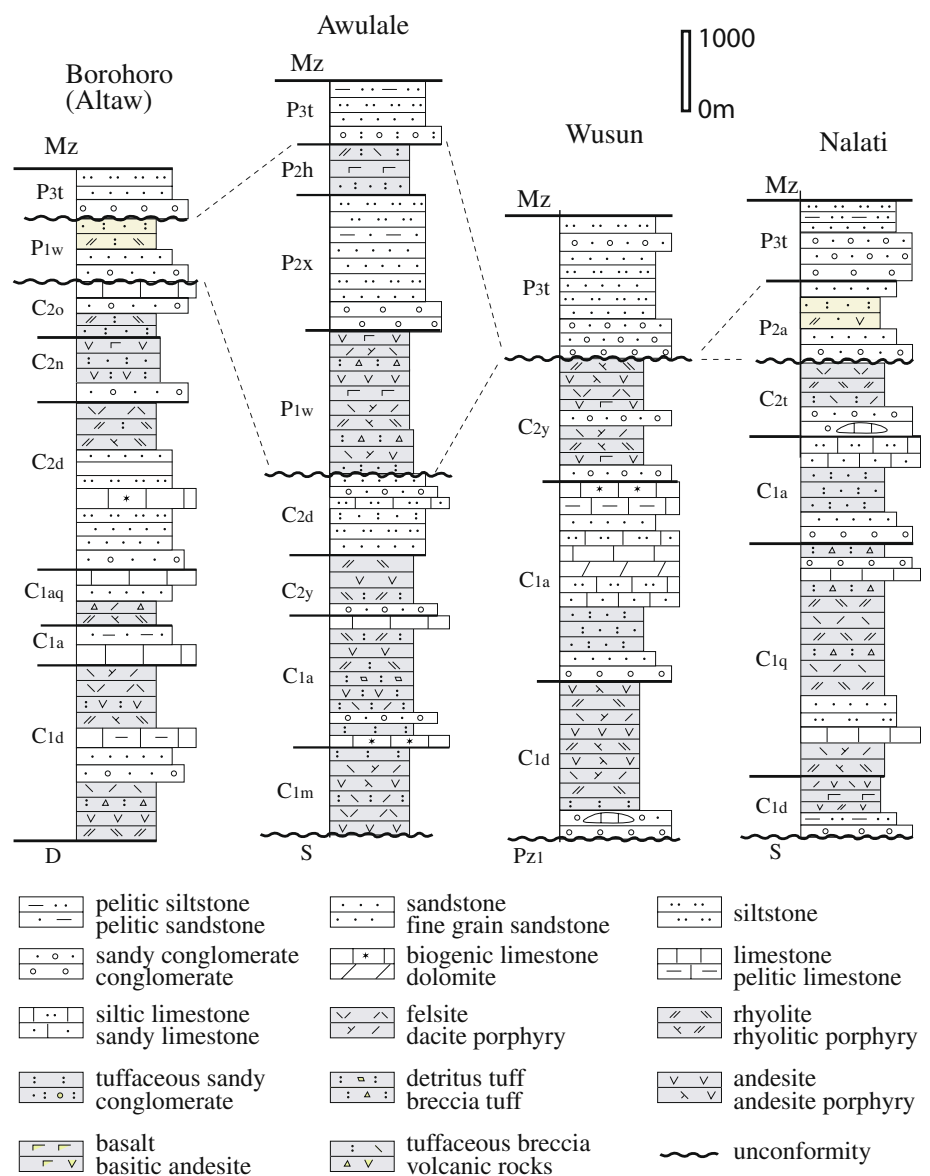 Awulale
1000
0m
Borohoro
(Altaw)
Wusun
Nalati
Mz
P3t
P1w
C2o
C2n
C2d
C1aq
C1a
C1d
D
Mz
P3t
P2h
P2x
P1w
C2d
C2y
C1a
C1m
S
Mz
P3t
C2y
C1a
C1d
Pz1
Mz
P3t
P2a
C2t
C1a
C1q
C1d
S
pelitic siltstone
pelitic sandstone
sandstone
fine grain sandstone
siltstone
sandy conglomerate
conglomerate
biogenic limestone
dolomite
limestone
pelitic limestone
siltic limestone
sandy limestone
felsite
dacite porphyry
rhyolite
rhyolitic porphyry
tuffaceous sandy
conglomerate
detritus tuff
breccia tuff
andesite
andesite porphyry
basalt
basitic andesite
tuffaceous breccia
volcanic rocks
unconformity